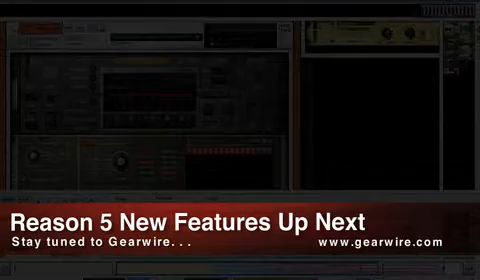 Reason 5 New Features Up Next
Stay tuned to Gearwire. . .
www.gearwire.com